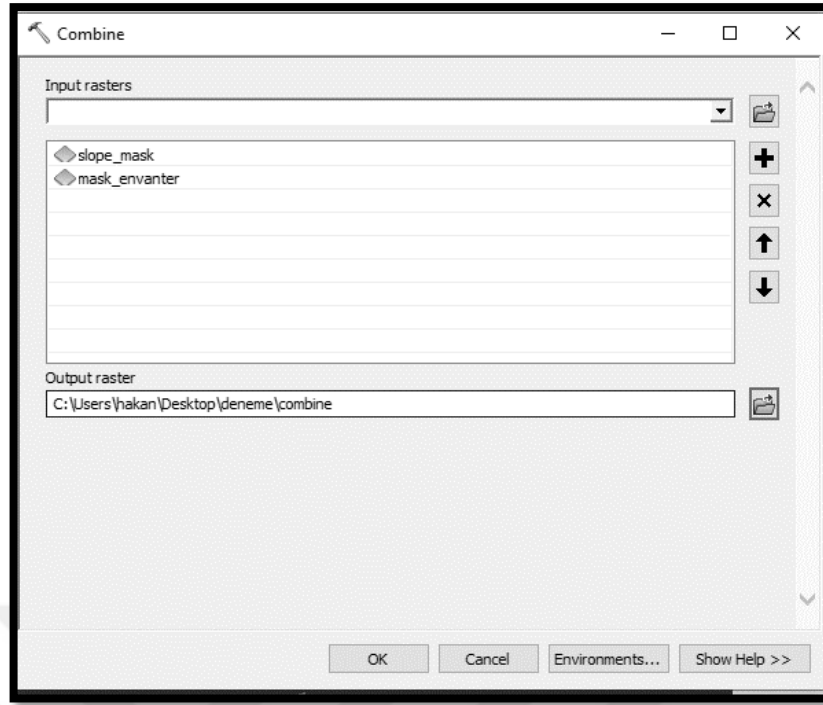 Combine
Input rasters
slope_mask
mask_envanter
Output raster
C:\Users\hakan\Desktop\deneme\combine
OK
Cancel
Environments...
Show Help >>